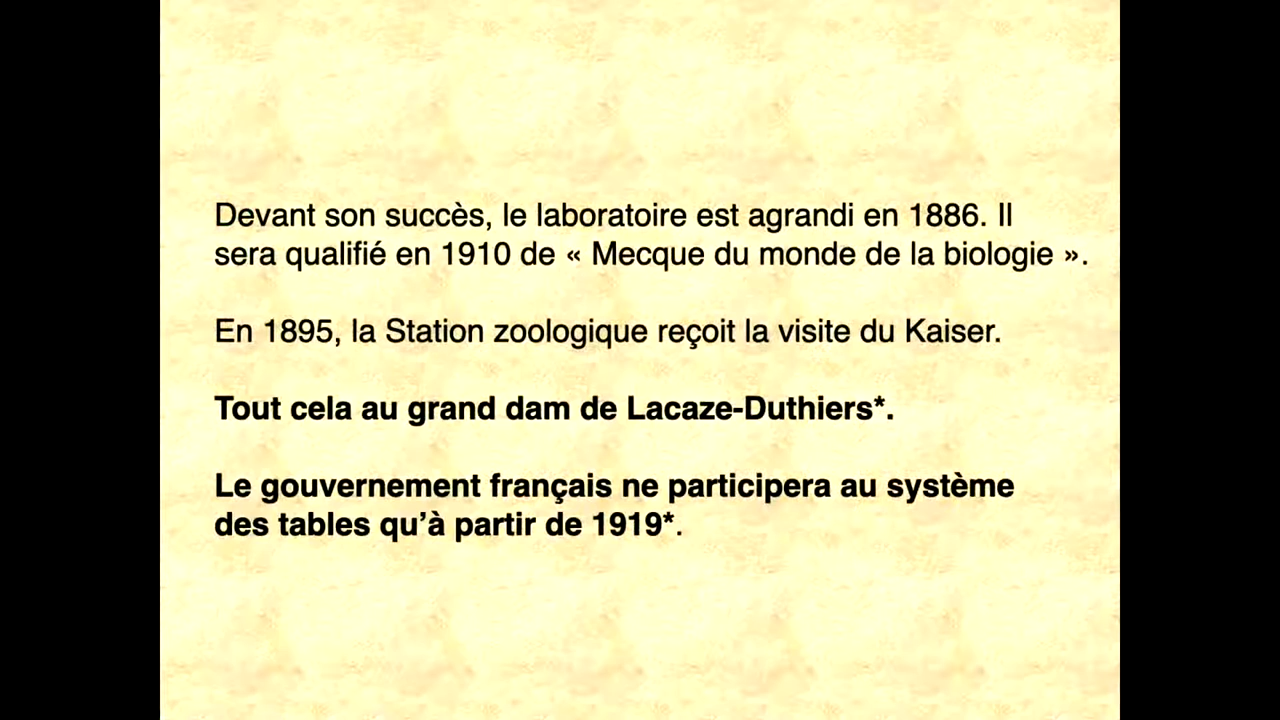 Devant son succès, le laboratoire est agrandi en 1886. Il
sera qualifié en 1910 de « Mecque du monde de la biologie ».
En 1895, la Station zoologique reçoit la visite du Kaiser.
Tout cela au grand dam de Lacaze-Duthiers*.
Le gouvernement français ne participera au système
des tables qu’à partir de 1919*.